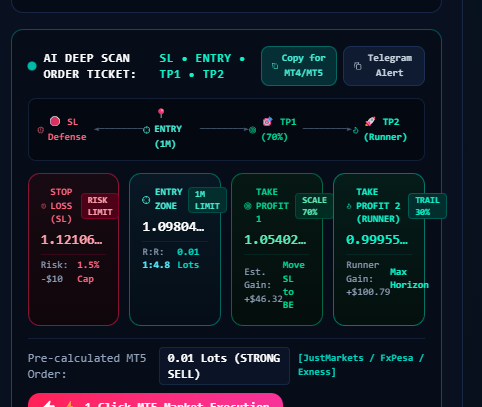 AI DEEP SCAN
ORDER TICKET:
SL • ENTRY •
TP1 • TP2
Copy for
MT4/MT5
Telegram
Alert
SL
Defense
ENTRY
(1M)
TP1
(70%)
TP2
(Runner)
STOP
LOSS
(SL)
RISK
LIMIT
1.12106…
Risk:
-$10
1.5%
Cap
ENTRY
ZONE
1M
LIMIT
1.09804…
R:R:
1:4.8
0.01
Lots
TAKE
PROFIT
1
SCALE
70%
1.05402…
Est.
Gain:
+$46.32
Move
SL
to
BE
TAKE
PROFIT 2
(RUNNER)
TRAIL
30%
0.99955…
Runner
Gain:
+$100.79
Max
Horizon
Pre-calculated MT5
Order:
0.01 Lots (STRONG
SELL)
[JustMarkets / FxPesa /
Exness]
1-Click MT5 Market Execution